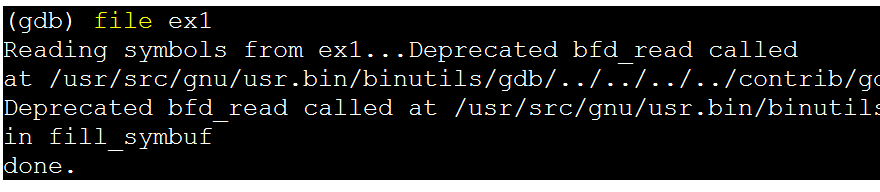 (gdb) file ex1
Reading symbols from ex1...Deprecated bfd_read called
at /usr/src/gnu/usr.bin/binutils/gdb/../../../../contrib/gd
Deprecated bfd_read called at /usr/src/gnu/usr.bin/binutils
in fill_symbuf
done.